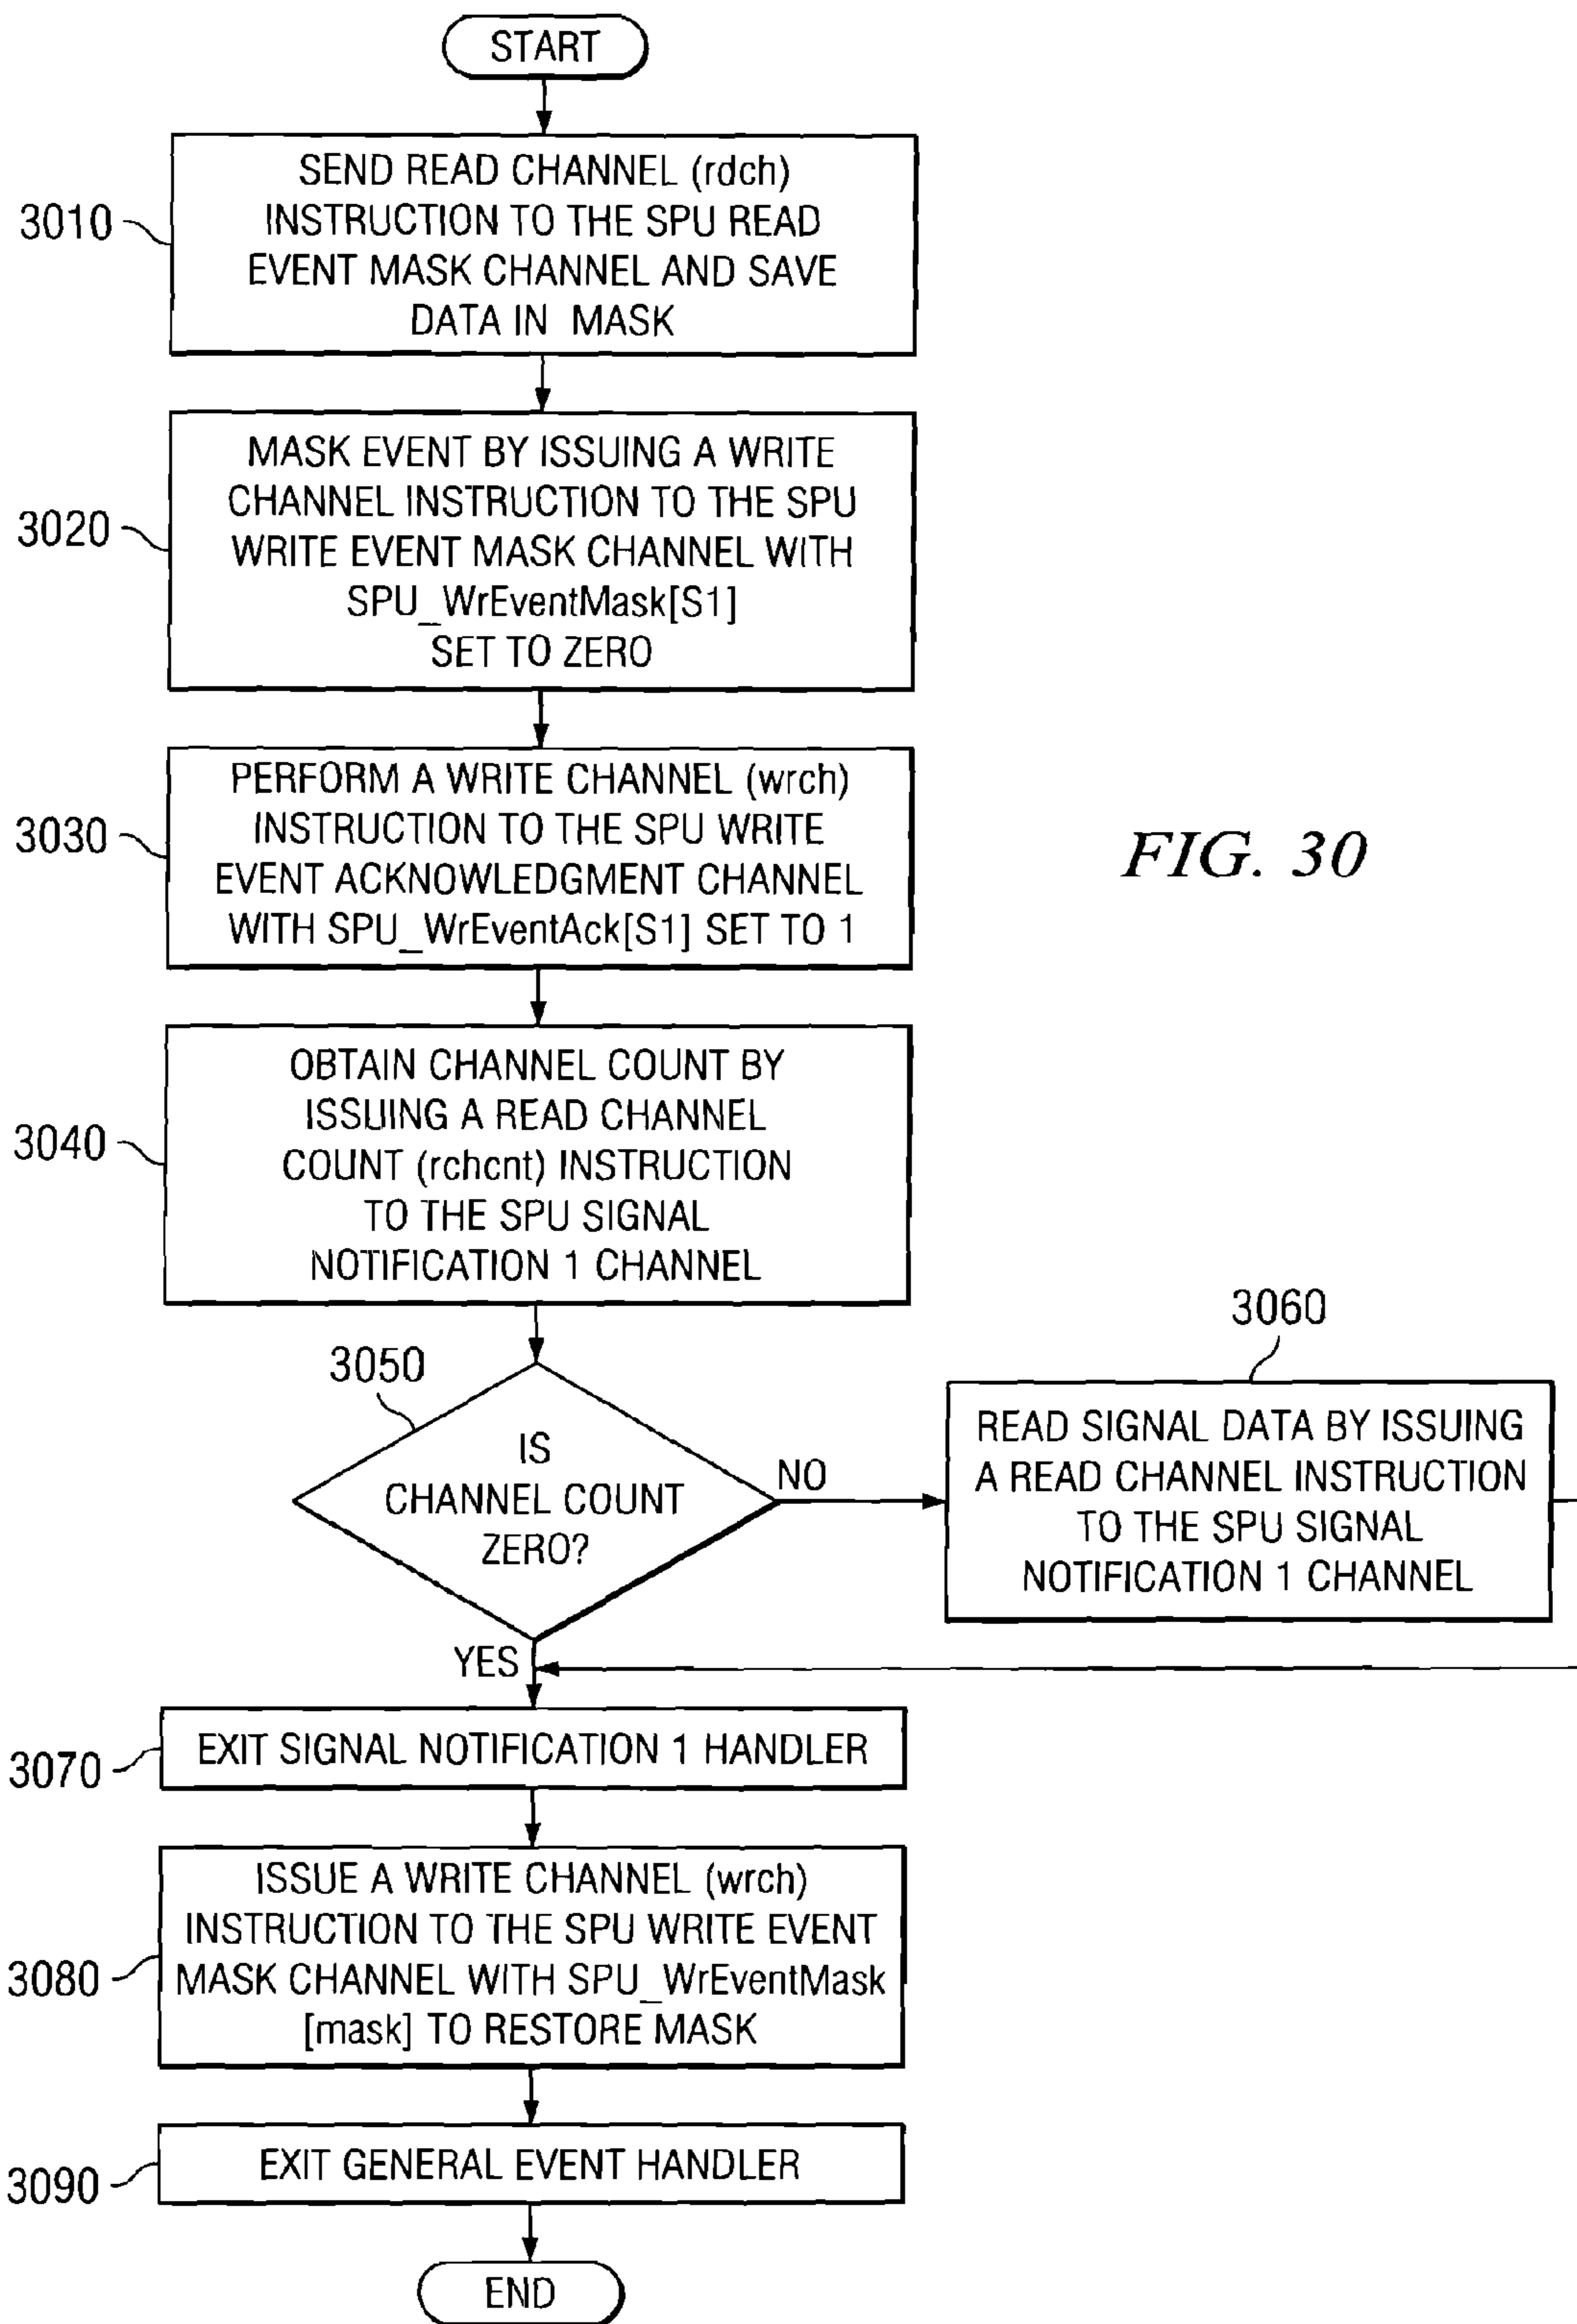 START
SEND READ CHANNEL (rdch)
INSTRUCTION TO THE SPU READ
EVENT MASK CHANNEL AND SAVE
DATA IN MASK
3010
MASK EVENT BY ISSUING A WRITE
CHANNEL INSTRUCTION TO THE SPU
WRITE EVENT MASK CHANNEL WITH
SPU_WrEventMask[S1]
SET TO ZERO
3020
PERFORM A WRITE CHANNEL (wrch)
INSTRUCTION TO THE SPU WRITE
EVENT ACKNOWLEDGMENT CHANNEL
WITH SPU_WrEventAck[S1] SET TO 1
3030
FIG. 30
OBTAIN CHANNEL COUNT BY
ISSUING A READ CHANNEL
COUNT (rchcnt) INSTRUCTION
TO THE SPU SIGNAL
NOTIFICATION 1 CHANNEL
3040
3050
IS
CHANNEL COUNT
ZERO?
NO
YES
3060
READ SIGNAL DATA BY ISSUING
A READ CHANNEL INSTRUCTION
TO THE SPU SIGNAL
NOTIFICATION 1 CHANNEL
EXIT SIGNAL NOTIFICATION 1 HANDLER
3070
ISSUE A WRITE CHANNEL (wrch)
INSTRUCTION TO THE SPU WRITE EVENT
MASK CHANNEL WITH SPU_WrEventMask
[mask] TO RESTORE MASK
3080
EXIT GENERAL EVENT HANDLER
3090
END